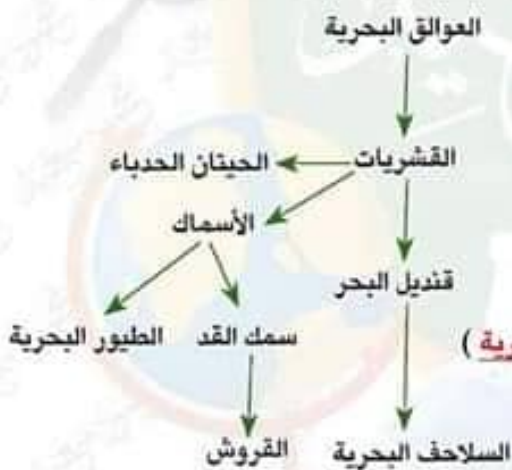 العوالق البحرية
القشريات
الحيتان الحدباء
الأسماك
قنديل البحر
سمك القد
الطيور البحرية
السلاحف البحرية
القروش